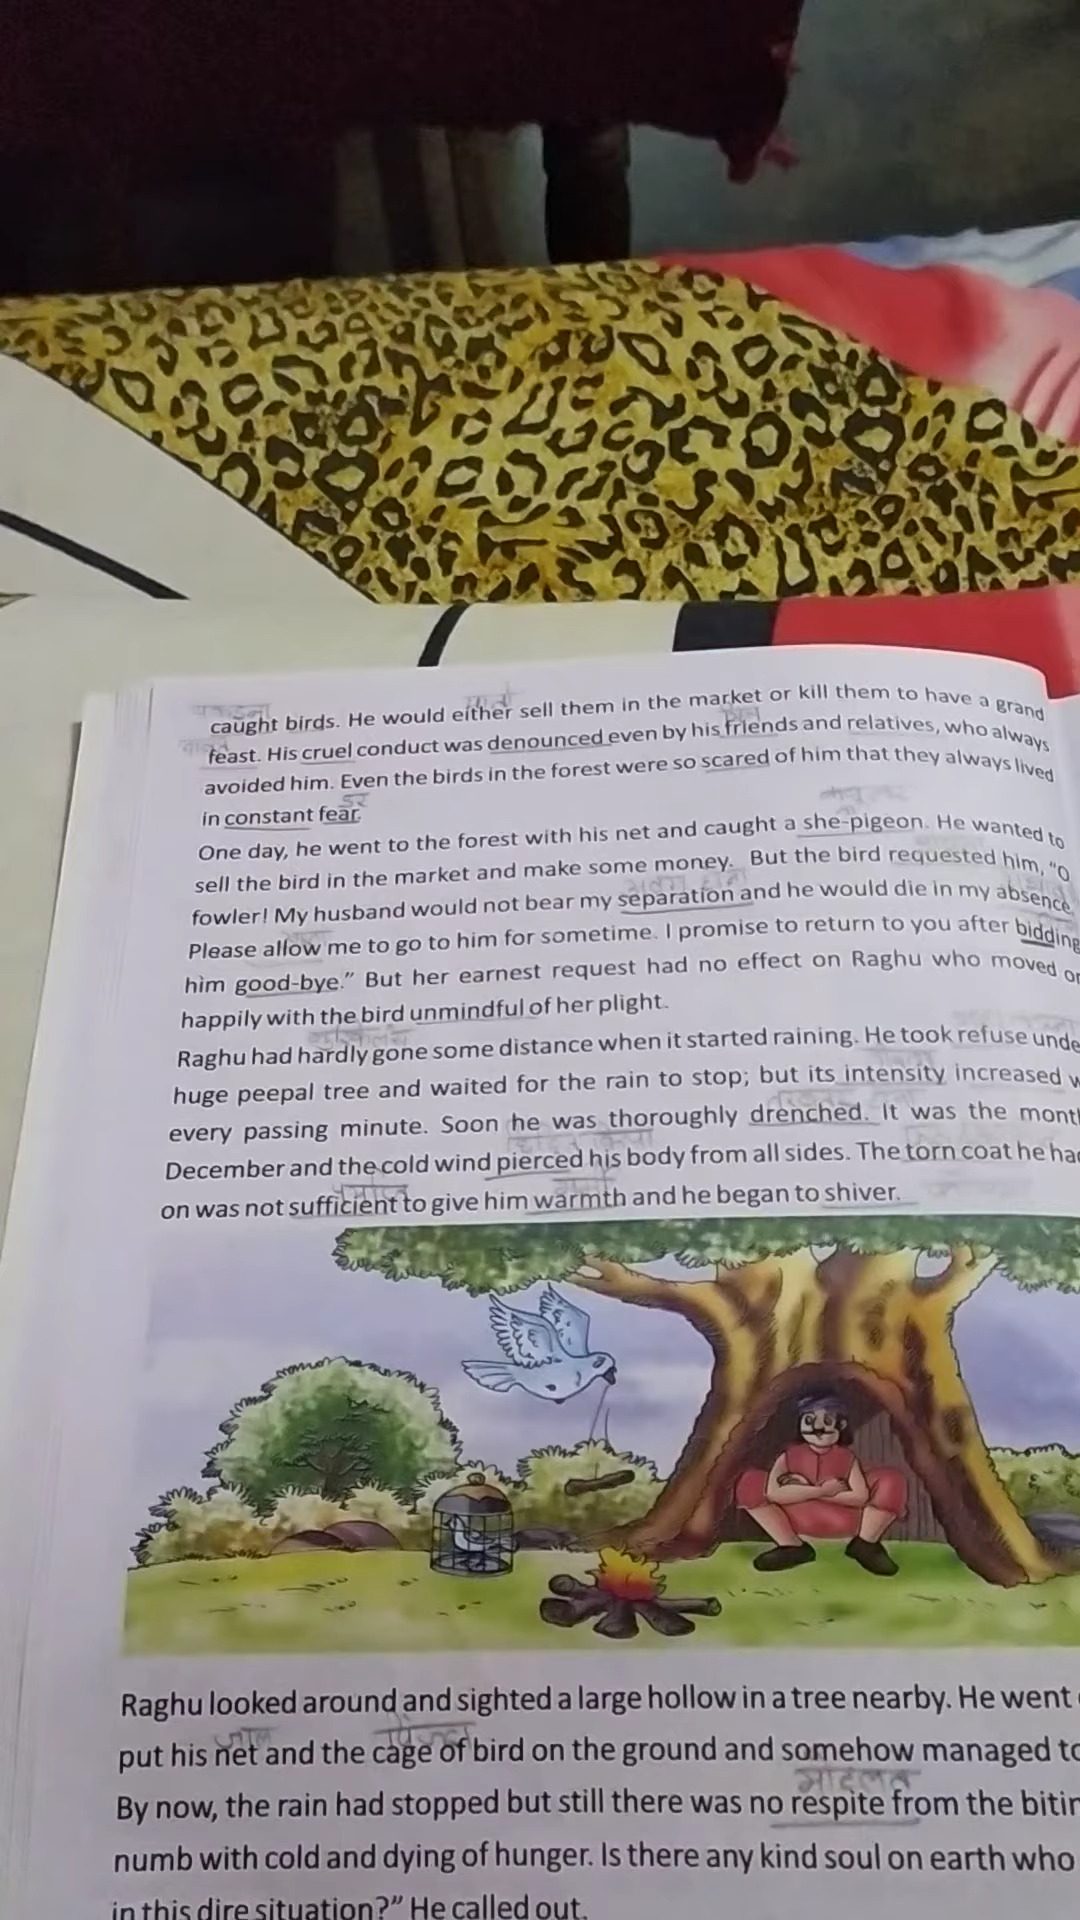 पकड़ना
caught birds. He would either sell them in the market or kill them to have a grand
feast. His cruel conduct was denounced even by his friends and relatives, who always
avoided him. Even the birds in the forest were so scared of him that they always lived
डर
in constant fear.
One day, he went to the forest with his net and caught a she-pigeon. He wanted to
sell the bird in the market and make some money. But the bird requested him, "O
fowler! My husband would not bear my separation and he would die in my absence.
Please allow me to go to him for sometime. I promise to return to you after bidding
him good-bye." But her earnest request had no effect on Raghu who moved on
happily with the bird unmindful of her plight.
Raghu had hardly gone some distance when it started raining. He took refuse unde
huge peepal tree and waited for the rain to stop; but its intensity increased w
every passing minute. Soon he was thoroughly drenched. It was the mont
December and the cold wind pierced his body from all sides. The torn coat he ha
on was not sufficient to give him warmth and he began to shiver.
Raghu looked around and sighted a large hollow in a tree nearby. He went
जाल पिंजरा
put his net and the cage of bird on the ground and somehow managed to
By now, the rain had stopped but still there was no respite from the bitin
numb with cold and dying of hunger. Is there any kind soul on earth who
in this dire situation?" He called out.